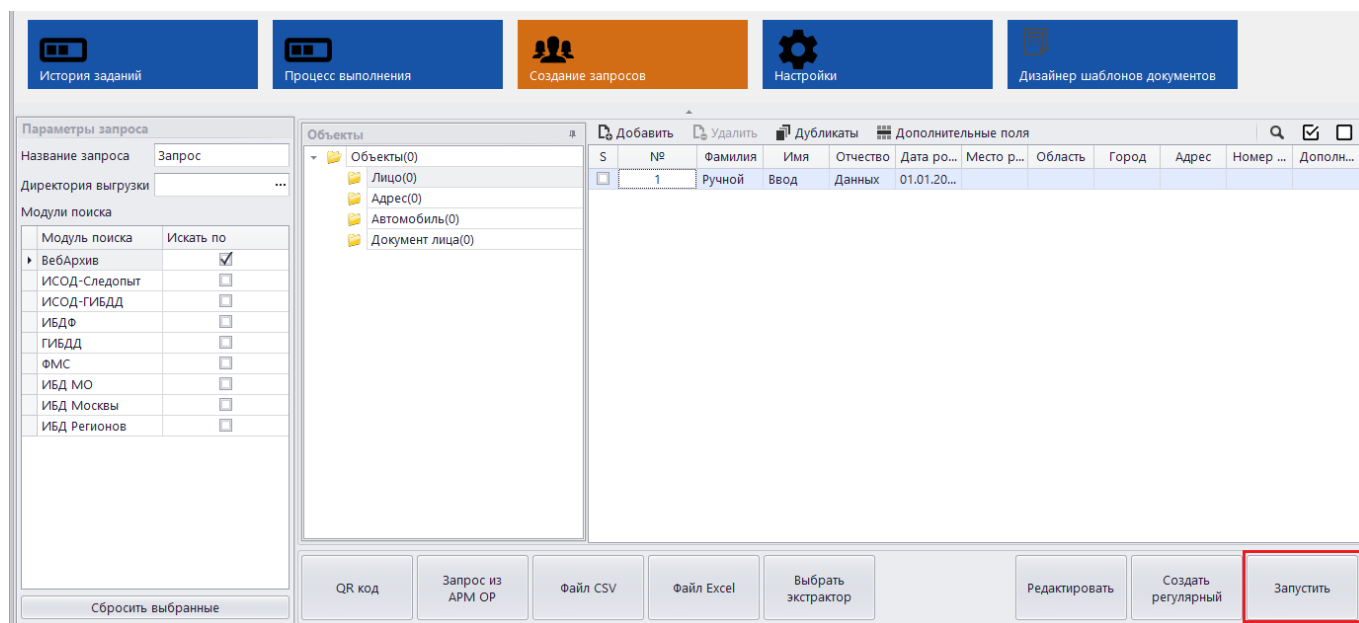 История заданий
Процесс выполнения
Создание запросов
Настройки
Дизайнер шаблонов документов
Параметры запроса
Название запроса Запрос
Директория выгрузки ...
Модули поиска
Модуль поиска Искать по
ВебАрхив
ИСОД-Следопыт
ИСОД-ГИБДД
ИБДФ
ГИБДД
ФМС
ИБД МО
ИБД Москвы
ИБД Регионов
Сбросить выбранные
Объекты
Объекты(0)
Лицо(0)
Адрес(0)
Автомобиль(0)
Документ лица(0)
Добавить Удалить Дубликаты Дополнительные поля
S № Фамилия Имя Отчество Дата ро... Место р... Область Город Адрес Номер ... Дополн...
1 Ручной Ввод Данных 01.01.20...
QR код
Запрос из
АРМ ОР
Файл CSV
Файл Excel
Выбрать
экстрактор
Редактировать
Создать
регулярный
Запустить